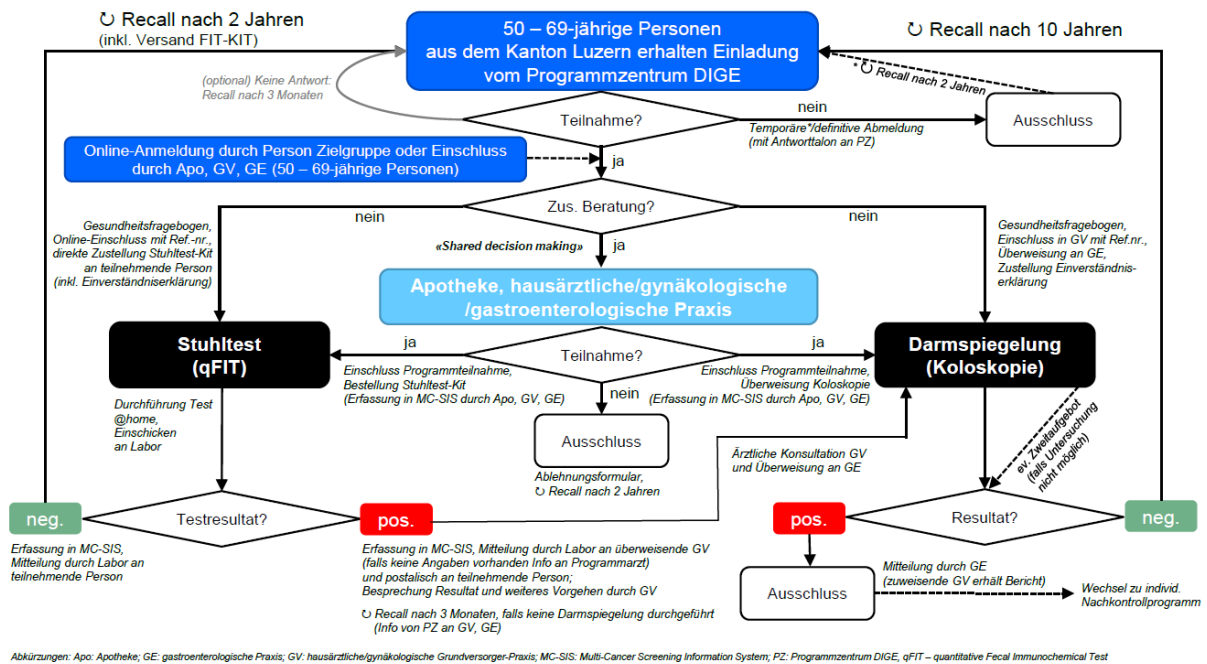 ↻ Recall nach 2 Jahren
(inkl. Versand FIT-KIT)
50 – 69-jährige Personen
aus dem Kanton Luzern erhalten Einladung
vom Programmzentrum DIGE
↻ Recall nach 10 Jahren
(optional) Keine Antwort:
Recall nach 3 Monaten
* ↻ Recall nach 2 Jahren
Teilnahme?
nein
Temporäre*/definitive Abmeldung
(mit Antworttalon an PZ)
Ausschluss
Online-Anmeldung durch Person Zielgruppe oder Einschluss
durch Apo, GV, GE (50 – 69-jährige Personen)
ja
nein
Zus. Beratung?
nein
Gesundheitsfragebogen,
Online-Einschluss mit Ref.-nr.,
direkte Zustellung Stuhltest-Kit
an teilnehmende Person
(inkl. Einverständniserklärung)
«Shared decision making»
ja
Gesundheitsfragebogen,
Einschluss in GV mit Ref.nr.,
Überweisung an GE,
Zustellung Einverständnis-
erklärung
Apotheke, hausärztliche/gynäkologische
/gastroenterologische Praxis
Stuhltest
(qFIT)
ja
Teilnahme?
ja
Darmspiegelung
(Koloskopie)
Einschluss Programmteilnahme,
Bestellung Stuhltest-Kit
(Erfassung in MC-SIS durch Apo, GV, GE)
nein
Einschluss Programmteilnahme,
Überweisung Koloskopie
(Erfassung in MC-SIS durch Apo, GV, GE)
Durchführung Test
@home,
Einschicken
an Labor
Ausschluss
Ablehnungsformular,
↻ Recall nach 2 Jahren
Ärztliche Konsultation GV
und Überweisung an GE
ev. Zweitaufgebot
(falls Untersuchung
nicht möglich)
neg.
Testresultat?
pos.
pos.
Resultat?
neg.
Erfassung in MC-SIS,
Mitteilung durch Labor an
teilnehmende Person
Erfassung in MC-SIS, Mitteilung durch Labor an überweisende GV
(falls keine Angaben vorhanden Info an Programmarzt)
und postalisch an teilnehmende Person;
Besprechung Resultat und weiteres Vorgehen durch GV
↻ Recall nach 3 Monaten, falls keine Darmspiegelung durchgeführt
(Info von PZ an GV, GE)
Ausschluss
Mitteilung durch GE
(zuweisende GV erhält Bericht)
Wechsel zu individ.
Nachkontrollprogramm
Abkürzungen: Apo: Apotheke; GE: gastroenterologische Praxis; GV: hausärztliche/gynäkologische Grundversorger-Praxis; MC-SIS: Multi-Cancer Screening Information System; PZ: Programmzentrum DIGE, qFIT – quantitative Fecal Immunochemical Test